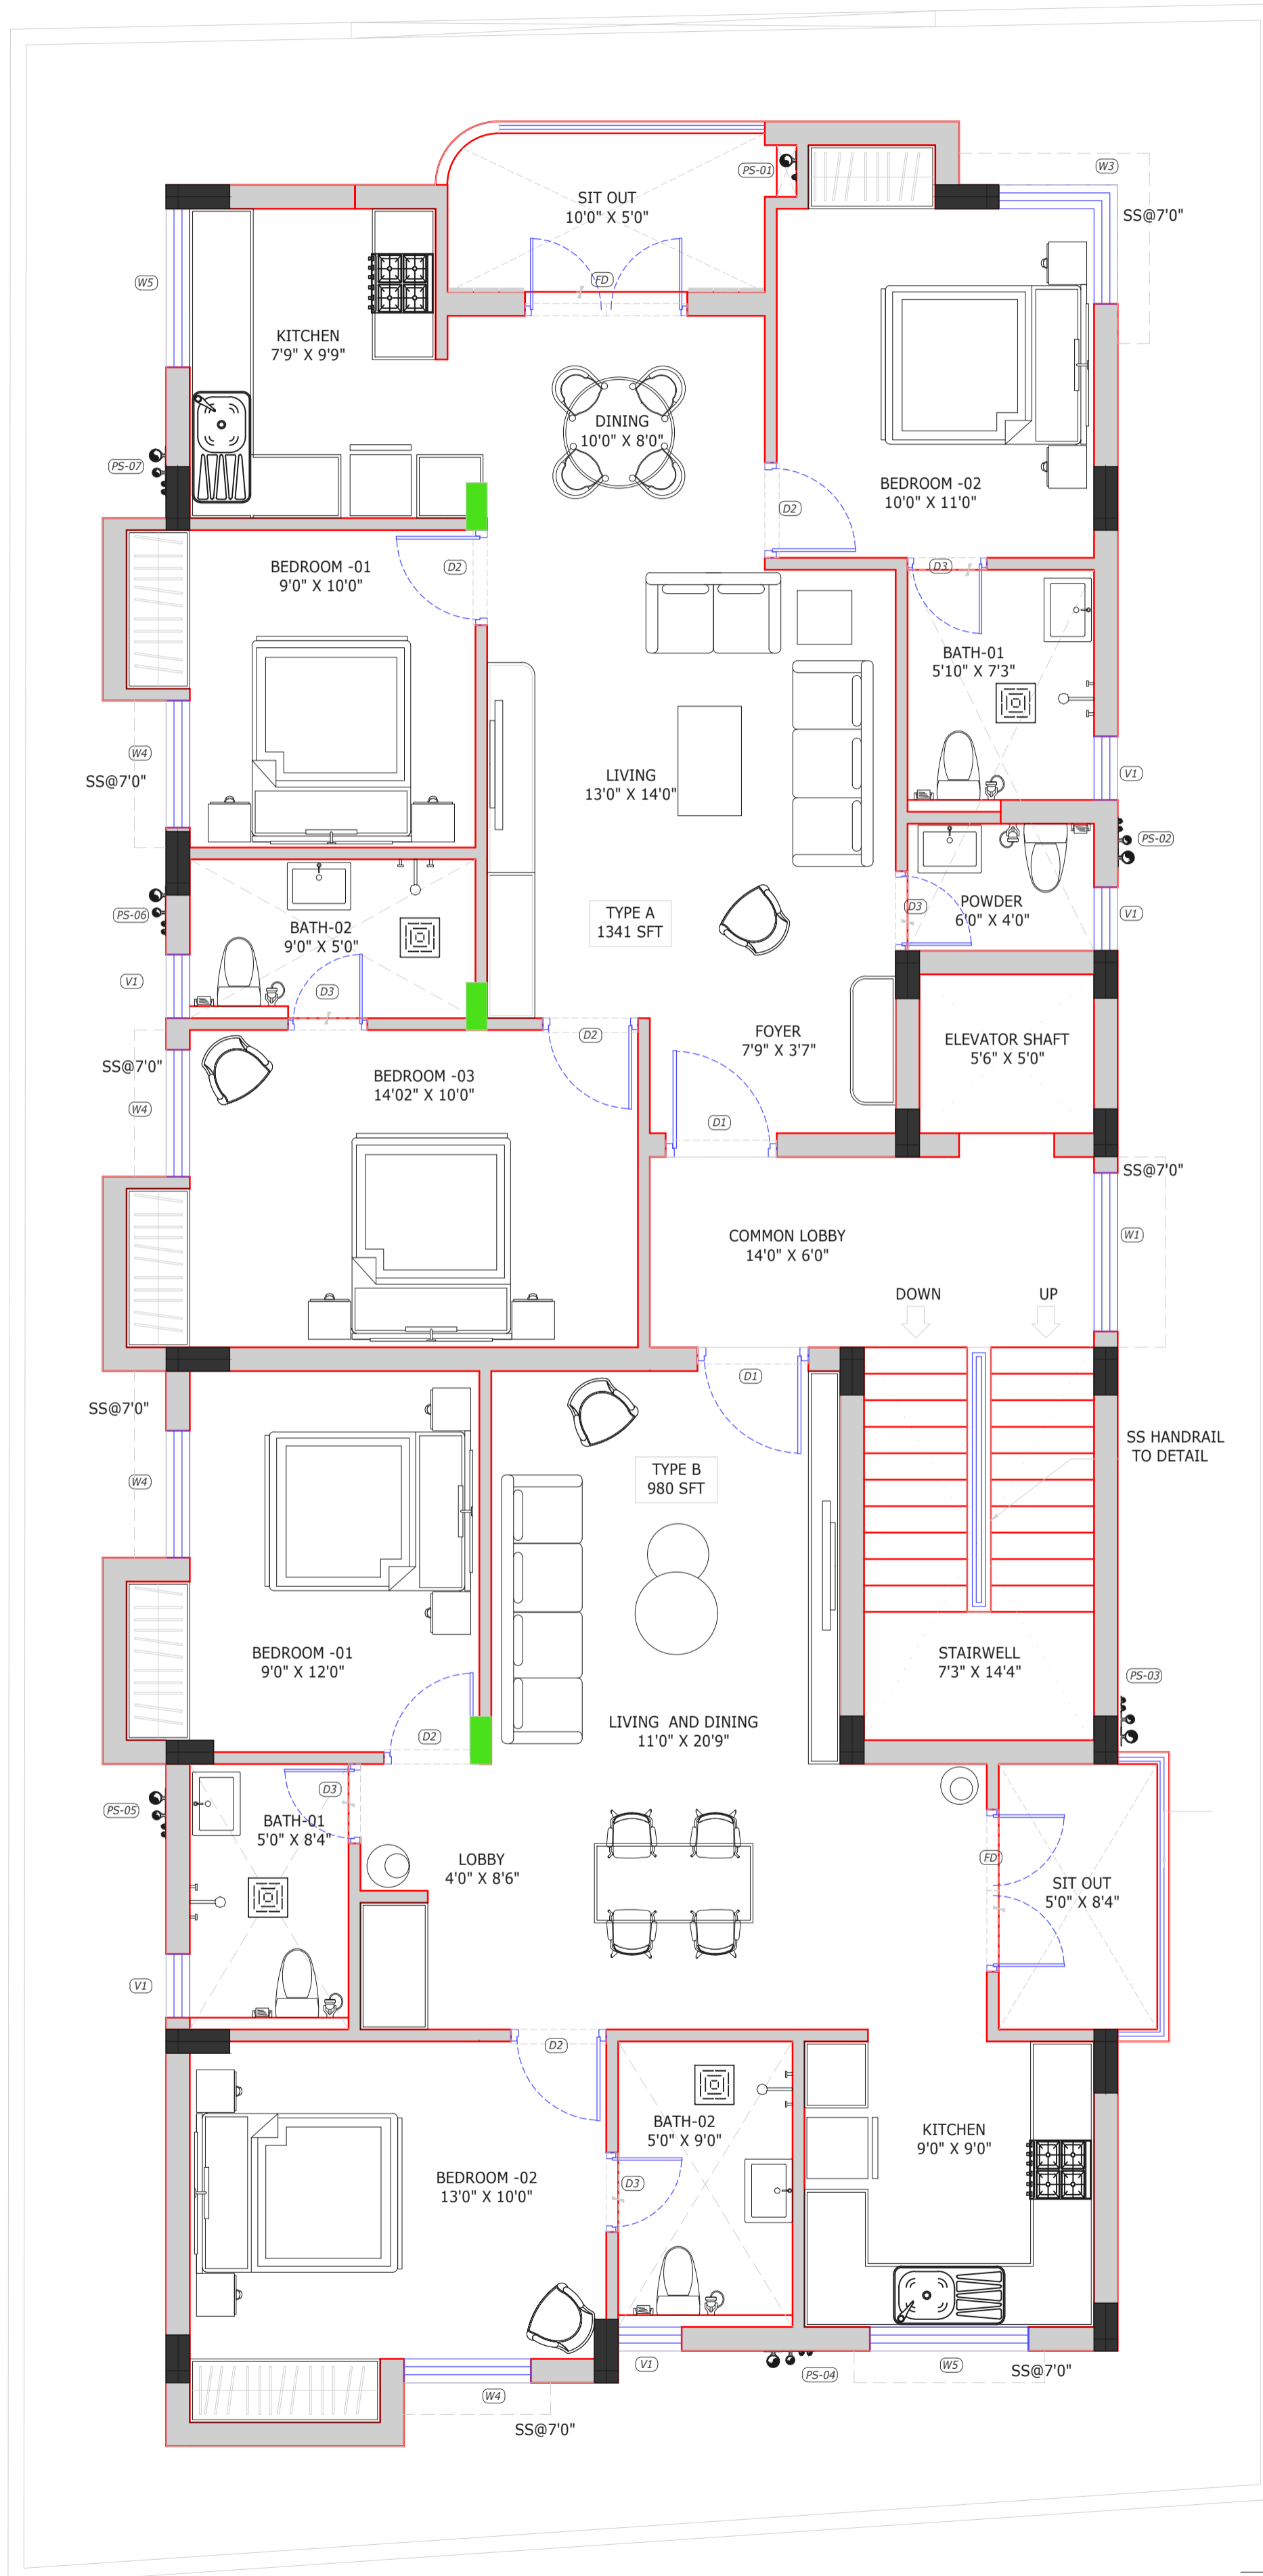 W3
PS-01
SIT OUT
10'0" X 5'0"
SS@7'0"
W5
FD
KITCHEN
7'9" X 9'9"
DINING
10'0" X 8'0"
PS-07
BEDROOM -02
10'0" X 11'0"
D2
BEDROOM -01
9'0" X 10'0"
D2
D3
BATH-01
5'10" X 7'3"
W4
SS@7'0"
LIVING
13'0" X 14'0"
V1
PS-02
POWDER
6'0" X 4'0"
D3
V1
PS-06
BATH-02
9'0" X 5'0"
TYPE A
1341 SFT
V1
D3
FOYER
7'9" X 3'7"
D2
ELEVATOR SHAFT
5'6" X 5'0"
SS@7'0"
BEDROOM -03
14'02" X 10'0"
W4
D1
SS@7'0"
COMMON LOBBY
14'0" X 6'0"
W1
DOWN
UP
D1
SS@7'0"
SS HANDRAIL
TO DETAIL
W4
TYPE B
980 SFT
BEDROOM -01
9'0" X 12'0"
STAIRWELL
7'3" X 14'4"
PS-03
LIVING AND DINING
11'0" X 20'9"
D2
D3
PS-05
BATH-01
5'0" X 8'4"
LOBBY
4'0" X 8'6"
FD
SIT OUT
5'0" X 8'4"
V1
D2
BATH-02
5'0" X 9'0"
KITCHEN
9'0" X 9'0"
BEDROOM -02
13'0" X 10'0"
D3
V1
PS-04
W5
SS@7'0"
W4
SS@7'0"